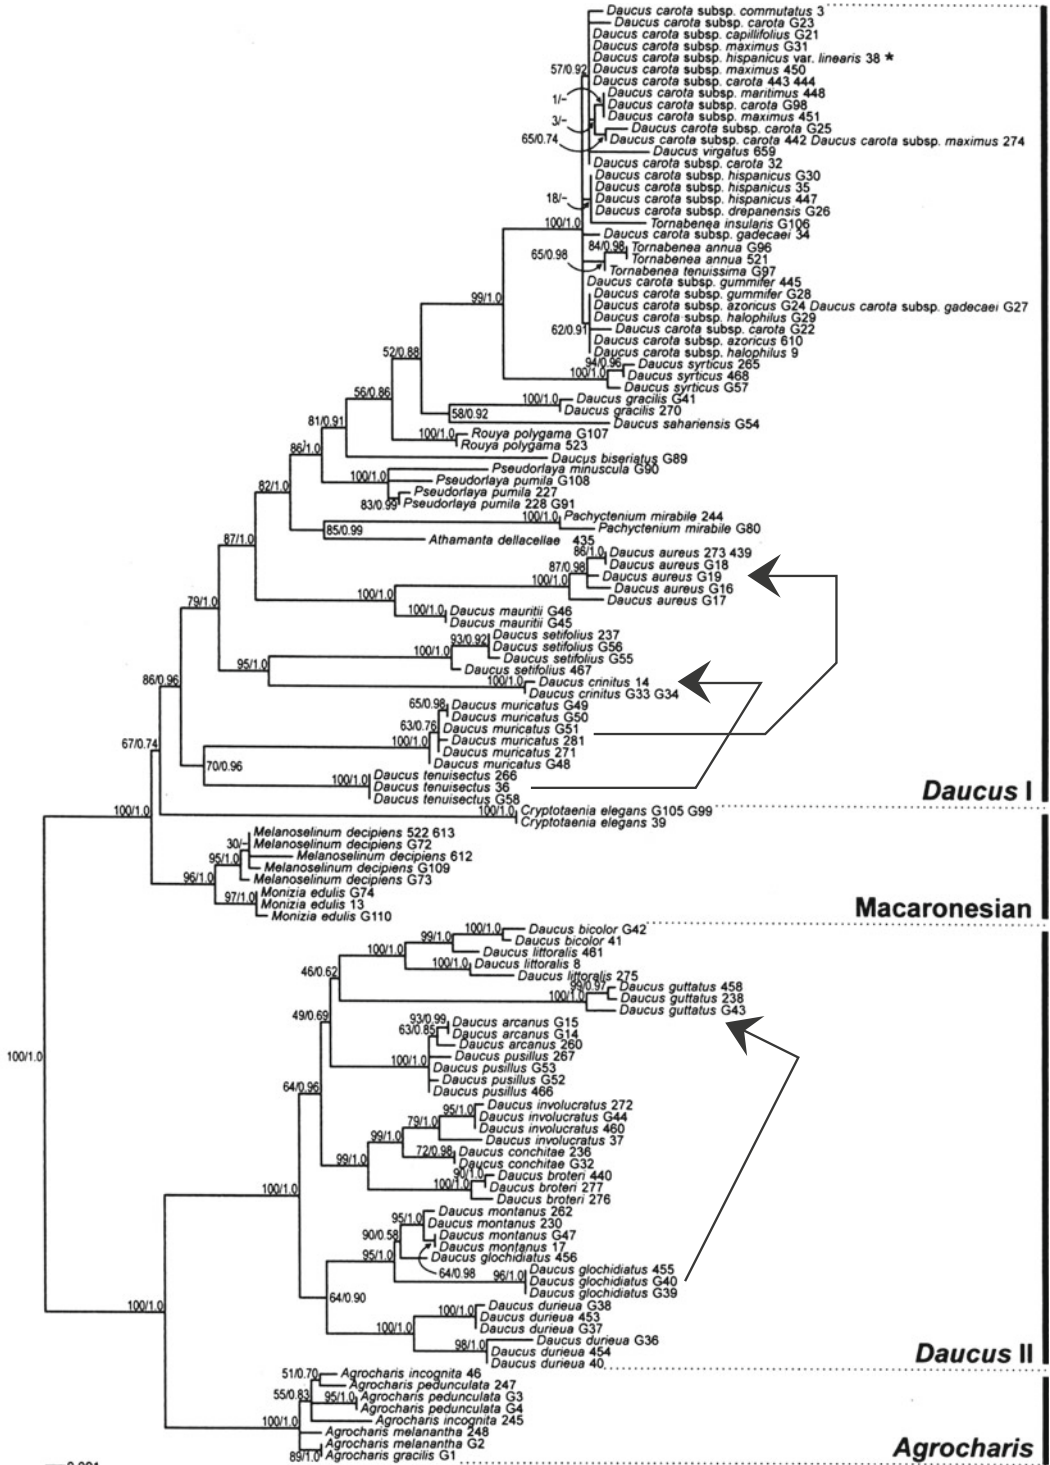 Daucus carota subsp. commutatus 3
Daucus carota subsp. carota G23
Daucus carota subsp. capillifolius G21
Daucus carota subsp. maximus G31
Daucus carota subsp. hispanicus var. linearis 38 *
57/0.92
Daucus carota subsp. maximus 450
Daucus carota subsp. carota 443 444
Daucus carota subsp. maritimus 448
1/-
Daucus carota subsp. carota G98
Daucus carota subsp. maximus 451
3/-
Daucus carota subsp. carota G25
65/0.74
Daucus carota subsp. carota 442 Daucus carota subsp. maximus 274
Daucus virgatus 659
Daucus carota subsp. carota 32
Daucus carota subsp. hispanicus G30
Daucus carota subsp. hispanicus 35
18/-
Daucus carota subsp. hispanicus 447
Daucus carota subsp. drepanensis G26
100/1.0
Tornabenea insularis G106
Daucus carota subsp. gadecaei 34
84/0.98
Tornabenea annua G96
65/0.98
Tornabenea annua 521
Tornabenea tenuissima G97
Daucus carota subsp. gummifer 445
Daucus carota subsp. gummifer G28
99/1.0
Daucus carota subsp. azoricus G24 Daucus carota subsp. gadecaei G27
Daucus carota subsp. halophilus G29
62/0.91
Daucus carota subsp. carota G22
Daucus carota subsp. azoricus 610
52/0.88
Daucus carota subsp. halophilus 9
94/0.96
Daucus syrticus 265
100/1.0
Daucus syrticus 468
Daucus syrticus G57
56/0.86
100/1.0
Daucus gracilis G41
58/0.92
Daucus gracilis 270
81/0.91
Daucus sahariensis G54
100/1.0
Rouya polygama G107
Rouya polygama 523
86/1.0
Daucus biseriatus G89
Pseudorlaya minuscula G90
100/1.0
Pseudorlaya pumila G108
82/1.0
Pseudorlaya pumila 227
83/0.99
Pseudorlaya pumila 228 G91
100/1.0
Pachyctenium mirabile 244
85/0.99
Pachyctenium mirabile G80
87/1.0
Athamanta dellacellae 435
86/1.0
Daucus aureus 273 439
87/0.98
Daucus aureus G18
100/1.0
Daucus aureus G19
Daucus aureus G16
79/1.0
100/1.0
Daucus aureus G17
100/1.0
Daucus mauritii G46
Daucus mauritii G45
93/0.92
Daucus setifolius 237
100/1.0
Daucus setifolius G56
Daucus setifolius G55
95/1.0
Daucus setifolius 467
86/0.96
100/1.0
Daucus crinitus 14
Daucus crinitus G33 G34
65/0.98
Daucus muricatus G49
Daucus muricatus G50
63/0.76
Daucus muricatus G51
67/0.74
100/1.0
Daucus muricatus 281
Daucus muricatus 271
70/0.96
Daucus muricatus G48
Daucus tenuisectus 266
100/1.0
Daucus tenuisectus 36
Daucus tenuisectus G58
Daucus I
100/1.0
100/1.0
Cryptotaenia elegans G105 G99
Cryptotaenia elegans 39
Melanoselinum decipiens 522 613
30/-
Melanoselinum decipiens G72
95/1.0
Melanoselinum decipiens 612
Melanoselinum decipiens G109
96/1.0
Melanoselinum decipiens G73
97/1.0
Monizia edulis G74
Monizia edulis 13
Monizia edulis G110
Macaronesian
100/1.0
Daucus bicolor G42
99/1.0
Daucus bicolor 41
100/1.0
Daucus littoralis 461
100/1.0
Daucus littoralis 8
46/0.62
Daucus littoralis 275
99/0.97
Daucus guttatus 458
100/1.0
Daucus guttatus 238
Daucus guttatus G43
49/0.69
93/0.99
Daucus arcanus G15
63/0.85
Daucus arcanus G14
Daucus arcanus 260
100/1.0
Daucus pusillus 267
Daucus pusillus G53
100/1.0
Daucus pusillus G52
64/0.96
Daucus pusillus 466
95/1.0
Daucus involucratus 272
79/1.0
Daucus involucratus G44
99/1.0
Daucus involucratus 460
Daucus involucratus 37
99/1.0
72/0.98
Daucus conchitae 236
Daucus conchitae G32
90/1.0
Daucus broteri 440
100/1.0
100/1.0
Daucus broteri 277
Daucus broteri 276
Daucus montanus 262
95/1.0
Daucus montanus 230
90/0.58
Daucus montanus G47
Daucus montanus 17
95/1.0
Daucus glochidiatus 456
64/0.98
96/1.0
Daucus glochidiatus 455
Daucus glochidiatus G40
Daucus glochidiatus G39
64/0.90
100/1.0
100/1.0
Daucus durieua G38
Daucus durieua 453
100/1.0
Daucus durieua G37
98/1.0
Daucus durieua G36
Daucus durieua 454
Daucus durieua 40
Daucus II
51/0.70
Agrocharis incognita 46
Agrocharis pedunculata 247
55/0.83
95/1.0
Agrocharis pedunculata G3
Agrocharis pedunculata G4
Agrocharis incognita 245
100/1.0
Agrocharis melanantha 248
Agrocharis melanantha G2
89/1.0
Agrocharis gracilis G1
Agrocharis